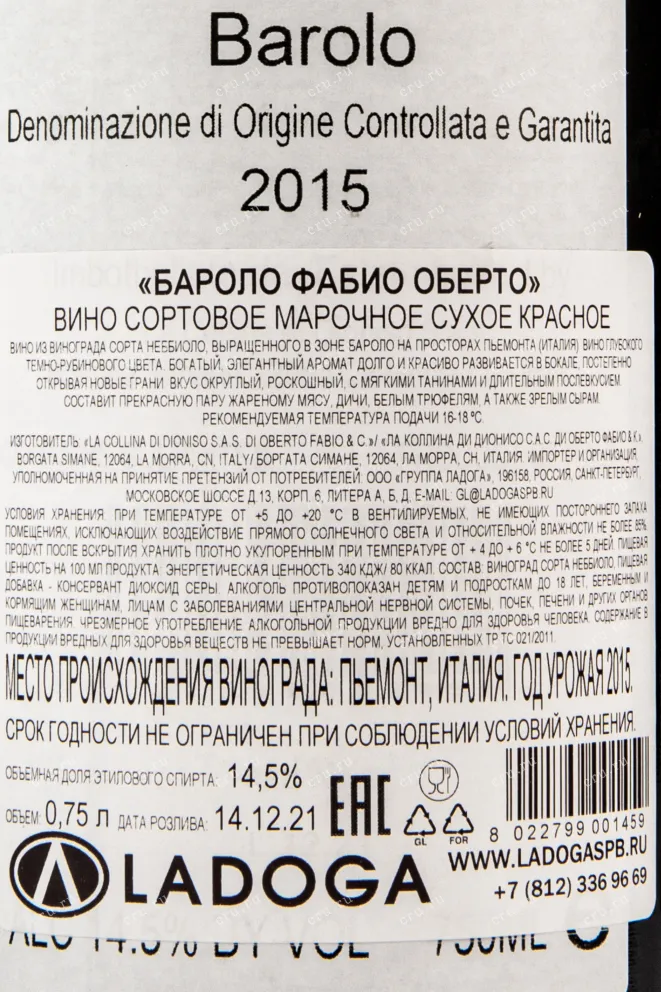 Barolo
Denominazione di Origine Controllata e Garantita
2015
«БАРОЛО ФАБИО ОБЕРТО»
ВИНО СОРТОВОЕ МАРОЧНОЕ СУХОЕ КРАСНОЕ
ВИНО ИЗ ВИНОГРАДА СОРТА НЕББИОЛО, ВЫРАЩЕННОГО В ЗОНЕ БАРОЛО НА ПРОСТОРАХ ПЬЕМОНТА (ИТАЛИЯ). ВИНО ГЛУБОКОГО
ТЕМНО-РУБИНОВОГО ЦВЕТА. БОГАТЫЙ, ЭЛЕГАНТНЫЙ АРОМАТ ДОЛГО И КРАСИВО РАЗВИВАЕТСЯ В БОКАЛЕ, ПОСТЕПЕННО
ОТКРЫВАЯ НОВЫЕ ГРАНИ. ВКУС ОКРУГЛЫЙ, РОСКОШНЫЙ, С МЯГКИМИ ТАНИНАМИ И ДЛИТЕЛЬНЫМ ПОСЛЕВКУСИЕМ.
СОСТАВИТ ПРЕКРАСНУЮ ПАРУ ЖАРЕНОМУ МЯСУ, ДИЧИ, БЕЛЫМ ТРЮФЕЛЯМ, А ТАКЖЕ ЗРЕЛЫМ СЫРАМ.
РЕКОМЕНДУЕМАЯ ТЕМПЕРАТУРА ПОДАЧИ 16-18 °С.
ИЗГОТОВИТЕЛЬ: «LA COLLINA DI DIONISO S.A.S. DI OBERTO FABIO & C.»/ «ЛА КОЛЛИНА ДИ ДИОНИСО С.А.С. ДИ ОБЕРТО ФАБИО & К.»,
BORGATA SIMANE, 12064, LA MORRA, CN, ITALY/ БОРГАТА СИМАНЕ, 12064, ЛА МОРРА, СН, ИТАЛИЯ. ИМПОРТЕР И ОРГАНИЗАЦИЯ,
УПОЛНОМОЧЕННАЯ НА ПРИНЯТИЕ ПРЕТЕНЗИЙ ОТ ПОТРЕБИТЕЛЕЙ: ООО «ГРУППА ЛАДОГА», 196158, РОССИЯ, САНКТ-ПЕТЕРБУРГ,
МОСКОВСКОЕ ШОССЕ Д.13, КОРП. 6, ЛИТЕРА А, Б, Д, E-MAIL: GL@LADOGASPB.RU
УСЛОВИЯ ХРАНЕНИЯ: ПРИ ТЕМПЕРАТУРЕ ОТ +5 ДО +20 °С В ВЕНТИЛИРУЕМЫХ, НЕ ИМЕЮЩИХ ПОСТОРОННЕГО ЗАПАХА
ПОМЕЩЕНИЯХ, ИСКЛЮЧАЮЩИХ ВОЗДЕЙСТВИЕ ПРЯМОГО СОЛНЕЧНОГО СВЕТА И ОТНОСИТЕЛЬНОЙ ВЛАЖНОСТИ НЕ БОЛЕЕ 85%.
ПРОДУКТ ПОСЛЕ ВСКРЫТИЯ ХРАНИТЬ ПЛОТНО УКУПОРЕННЫМ ПРИ ТЕМПЕРАТУРЕ ОТ + 4 ДО + 6 °С НЕ БОЛЕЕ 5 ДНЕЙ. ПИЩЕВАЯ
ЦЕННОСТЬ НА 100 МЛ ПРОДУКТА: ЭНЕРГЕТИЧЕСКАЯ ЦЕННОСТЬ 340 КДЖ/ 80 ККАЛ. СОСТАВ: ВИНОГРАД СОРТА НЕББИОЛО, ПИЩЕВАЯ
ДОБАВКА - КОНСЕРВАНТ ДИОКСИД СЕРЫ. АЛКОГОЛЬ ПРОТИВОПОКАЗАН ДЕТЯМ И ПОДРОСТКАМ ДО 18 ЛЕТ, БЕРЕМЕННЫМ И
КОРМЯЩИМ ЖЕНЩИНАМ, ЛИЦАМ С ЗАБОЛЕВАНИЯМИ ЦЕНТРАЛЬНОЙ НЕРВНОЙ СИСТЕМЫ, ПОЧЕК, ПЕЧЕНИ И ДРУГИХ ОРГАНОВ
ПИЩЕВАРЕНИЯ. ЧРЕЗМЕРНОЕ УПОТРЕБЛЕНИЕ АЛКОГОЛЬНОЙ ПРОДУКЦИИ ВРЕДНО ДЛЯ ЗДОРОВЬЯ ЧЕЛОВЕКА. СОДЕРЖАНИЕ В
ПРОДУКЦИИ ВРЕДНЫХ ДЛЯ ЗДОРОВЬЯ ВЕЩЕСТВ НЕ ПРЕВЫШАЕТ НОРМ, УСТАНОВЛЕННЫХ ТР ТС 021/2011.
МЕСТО ПРОИСХОЖДЕНИЯ ВИНОГРАДА: ПЬЕМОНТ, ИТАЛИЯ. ГОД УРОЖАЯ 2015.
СРОК ГОДНОСТИ НЕ ОГРАНИЧЕН ПРИ СОБЛЮДЕНИИ УСЛОВИЙ ХРАНЕНИЯ.
ОБЪЕМНАЯ ДОЛЯ ЭТИЛОВОГО СПИРТА: 14,5%
ОБЪЕМ: 0,75 Л ДАТА РОЗЛИВА: 14.12.21
EAC
GL FOR
8 022799 001459
LADOGA
WWW.LADOGASPB.RU
+7 (812) 336 96 69
ALC 14.5% BY VOL 750ML e